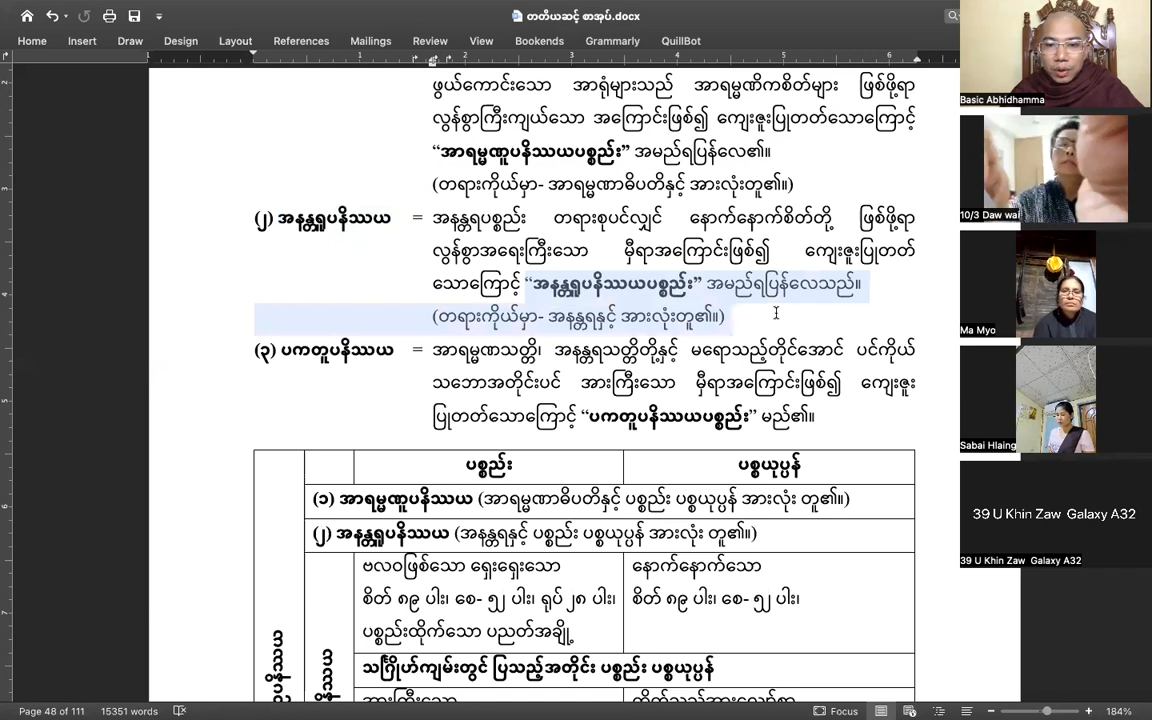 တတိယဆင့် စာအုပ်.docx
Home Insert Draw Design Layout References Mailings Review View Bookends Grammarly QuillBot
ဖွယ်ကောင်းသော အာရုံများသည် အာရမ္မဏိကစိတ်များ ဖြစ်ဖို့ရာ
လွန်စွာကြီးကျယ်သော အကြောင်းဖြစ်၍ ကျေးဇူးပြုတတ်သောကြောင့်
“အာရမ္မဏူပနိဿယပစ္စည်း” အမည်ရပြန်လေ၏။
(တရားကိုယ်မှာ- အာရမ္မဏာဓိပတိနှင့် အားလုံးတူ၏။)
(၂) အနန္တရူပနိဿယ = အနန္တရပစ္စည်း တရားစုပင်လျှင် နောက်နောက်စိတ်တို့ ဖြစ်ဖို့ရာ
လွန်စွာအရေးကြီးသော မှီရာအကြောင်းဖြစ်၍ ကျေးဇူးပြုတတ်
သောကြောင့် “အနန္တရူပနိဿယပစ္စည်း” အမည်ရပြန်လေသည်။
(တရားကိုယ်မှာ- အနန္တရနှင့် အားလုံးတူ၏။)
(၃) ပကတူပနိဿယ = အာရမ္မဏသတ္တိ၊ အနန္တရသတ္တိတို့နှင့် မရောသည့်တိုင်အောင် ပင်ကိုယ်
သဘောအတိုင်းပင် အားကြီးသော မှီရာအကြောင်းဖြစ်၍ ကျေးဇူး
ပြုတတ်သောကြောင့် “ပကတူပနိဿယပစ္စည်း” မည်၏။
ပစ္စည်း ပစ္စယုပ္ပန်
(၁) အာရမ္မဏူပနိဿယ (အာရမ္မဏာဓိပတိနှင့် ပစ္စည်း ပစ္စယုပ္ပန် အားလုံး တူ၏။)
(၂) အနန္တရူပနိဿယ (အနန္တရနှင့် ပစ္စည်း ပစ္စယုပ္ပန် အားလုံး တူ၏။)
ဗလဝဖြစ်သော ရှေးရှေးသော နောက်နောက်သော
စိတ် ၈၉ ပါး၊ စေ- ၅၂ ပါး၊ ရုပ် ၂၈ ပါး၊ စိတ် ၈၉ ပါး၊ စေ- ၅၂ ပါး၊
ပစ္စည်းထိုက်သော ပညတ်အချို့
သင်္ဂြိုဟ်ကျမ်းတွင် ပြသည့်အတိုင်း ပစ္စည်း ပစ္စယုပ္ပန်
Basic Abhidhamma
10/3 Daw wai
Ma Myo
Sabai Hlaing
39 U Khin Zaw Galaxy A32
39 U Khin Zaw Galaxy A32
Page 48 of 111 15351 words Focus 184%